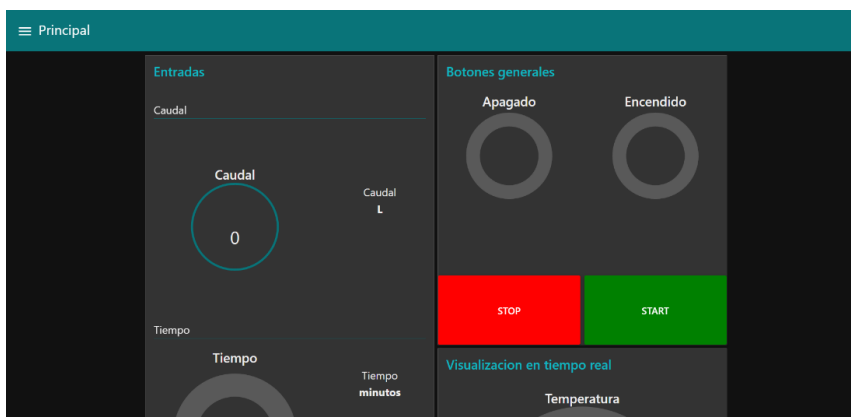 Principal
Entradas
Caudal
Caudal
0
Caudal
L
Tiempo
Tiempo
Tiempo
minutos
Botones generales
Apagado
Encendido
STOP
START
Visualizacion en tiempo real
Temperatura